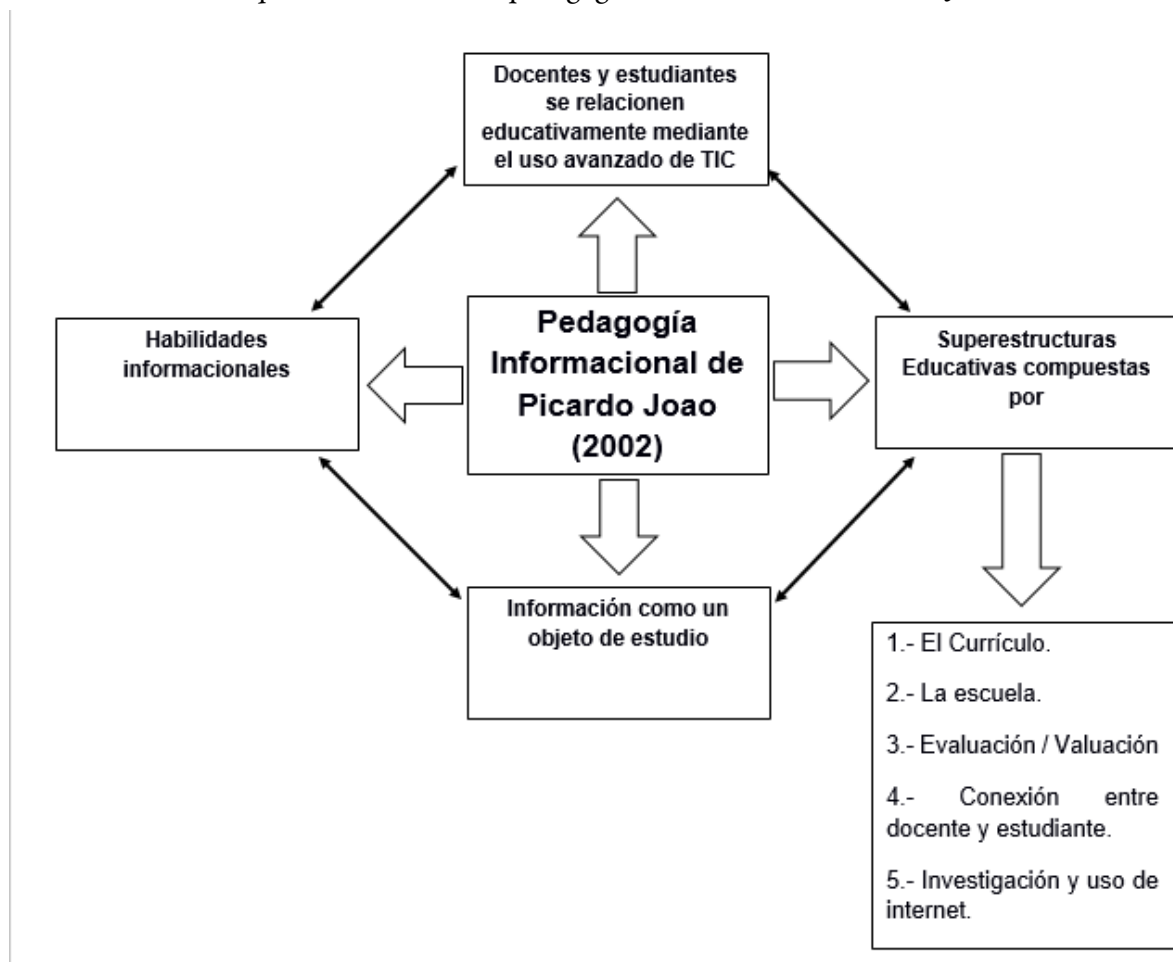 Docentes y estudiantes
se relacionen
educativamente mediante
el uso avanzado de TIC
Habilidades
informacionales
Pedagogía
Informacional de
Picardo Joao
(2002)
Superestructuras
Educativas compuestas
por
Información como un
objeto de estudio
1.- El Currículo.
2.- La escuela.
3.- Evaluación / Valuación
4.- Conexión entre
docente y estudiante.
5.- Investigación y uso de
internet.